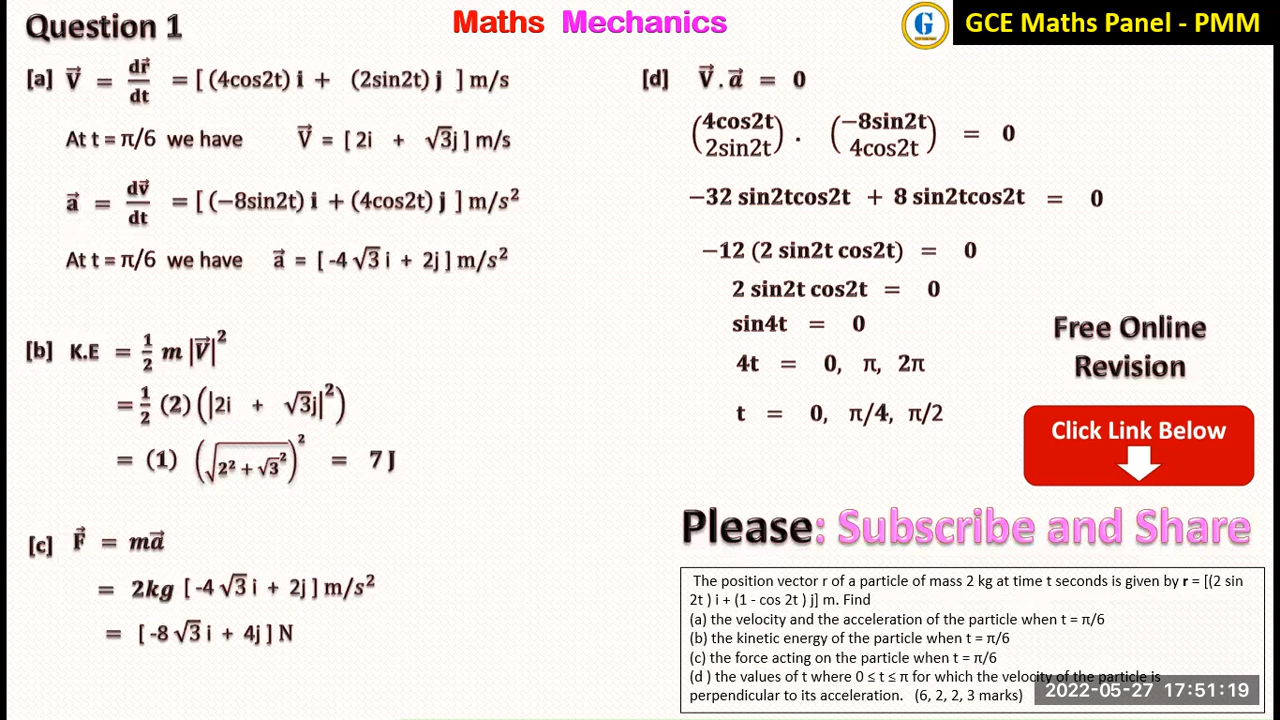 Question 1
Maths Mechanics
GCE Maths Panel - PMM
[a] V⃗ = dr⃗/dt = [ (4cos2t) i + (2sin2t) j ] m/s
At t = π/6 we have V⃗ = [ 2i + √3j ] m/s
a⃗ = dv⃗/dt = [ (−8sin2t) i + (4cos2t) j ] m/s²
At t = π/6 we have a⃗ = [ -4 √3 i + 2j ] m/s²
[b] K.E = 1/2 m |V⃗|²
= 1/2 (2) (|2i + √3j|²)
= (1) (√(2² + √3²))² = 7 J
[c] F⃗ = ma⃗
= 2kg [ -4 √3 i + 2j ] m/s²
= [ -8 √3 i + 4j ] N
[d] V⃗ . a⃗ = 0
(4cos2t 2sin2t) . (−8sin2t 4cos2t) = 0
−32 sin2tcos2t + 8 sin2tcos2t = 0
−12 (2 sin2t cos2t) = 0
2 sin2t cos2t = 0
sin4t = 0
4t = 0, π, 2π
t = 0, π/4, π/2
Free Online
Revision
Click Link Below
Please: Subscribe and Share
The position vector r of a particle of mass 2 kg at time t seconds is given by r = [(2 sin
2t ) i + (1 - cos 2t ) j] m. Find
(a) the velocity and the acceleration of the particle when t = π/6
(b) the kinetic energy of the particle when t = π/6
(c) the force acting on the particle when t = π/6
(d ) the values of t where 0 ≤ t ≤ π for which the velocity of the particle is
perpendicular to its acceleration. (6, 2, 2, 3 marks)
2022-05-27 17:51:19